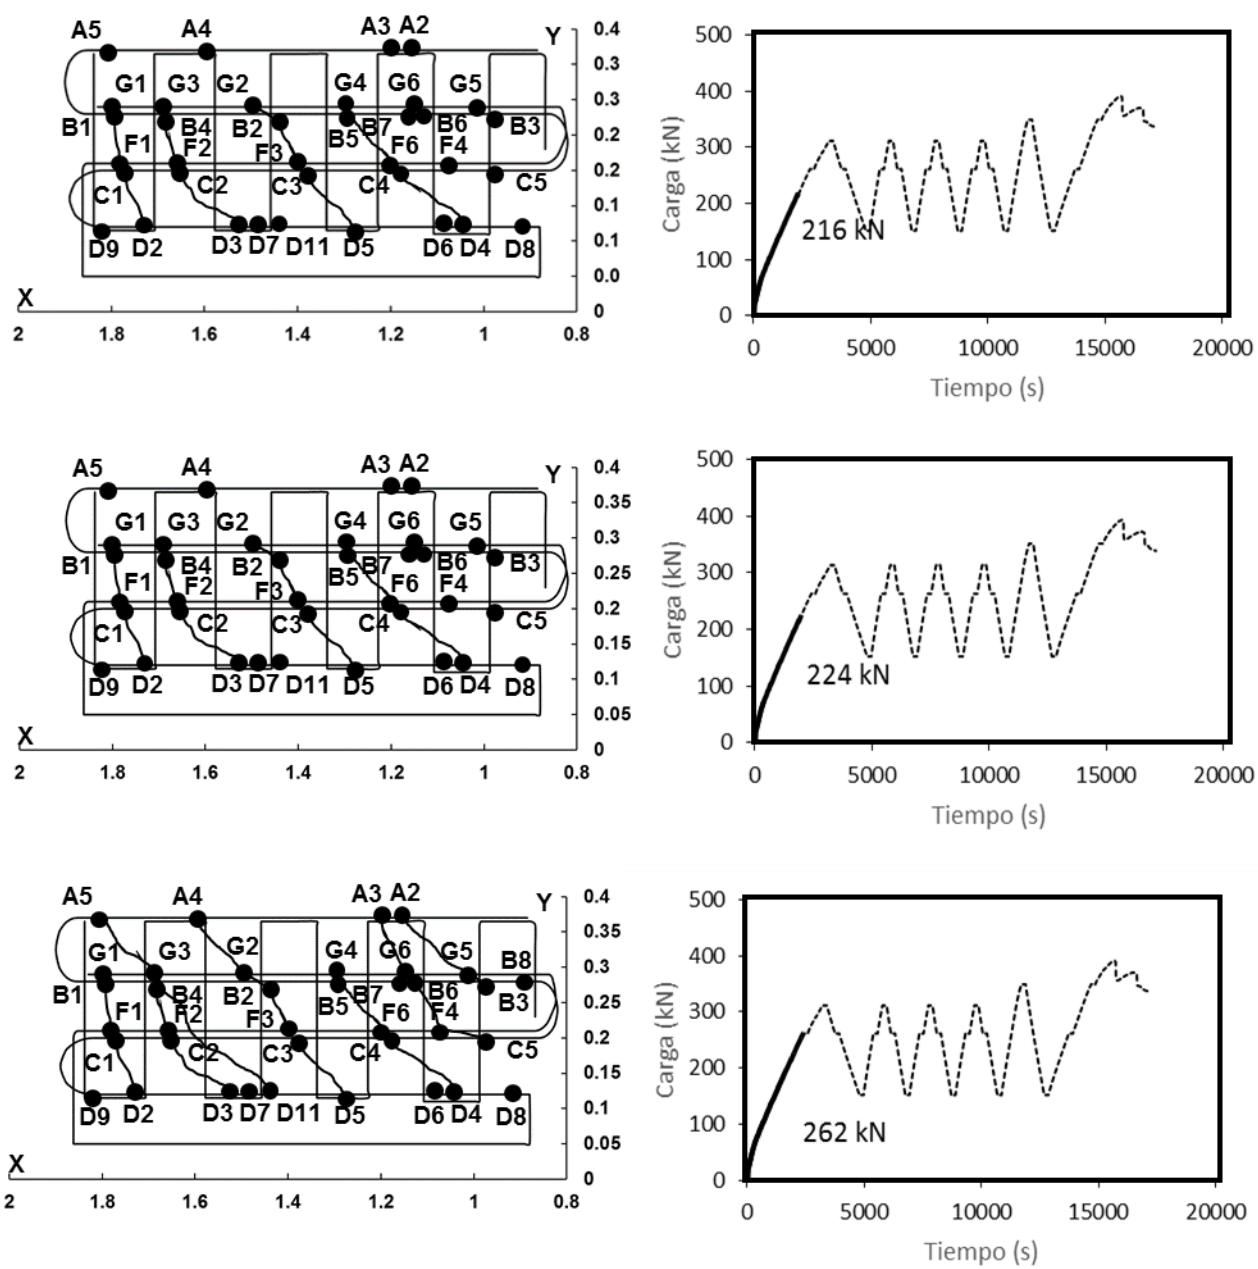 A5 A4 A3 A2 Y 0.4
0.3
G1 G3 G2 G4 G6 G5 0.3
B1 B4 B2 B5 B7 B6 B3
F1 F2 F3 F6 F4 0.2
0.2
C1 C2 C3 C4 C5
0.1
D9 D2 D3 D7 D11 D5 D6 D4 D8 0.1
0.0
X 0
2 1.8 1.6 1.4 1.2 1 0.8
500
400
300
200
100
0
Carga (kN)
216 kN
0 5000 10000 15000 20000
Tiempo (s)
A5 A4 A3 A2 Y 0.4
0.35
G1 G3 G2 G4 G6 G5 0.3
B1 B4 B2 B5 B7 B6 B3
F1 F2 F3 F6 F4 0.25
0.2
C1 C2 C3 C4 C5
0.15
D9 D2 D3 D7 D11 D5 D6 D4 D8 0.1
0.05
X 0
2 1.8 1.6 1.4 1.2 1 0.8
500
400
300
200
100
0
Carga (kN)
224 kN
0 5000 10000 15000 20000
Tiempo (s)
A5 A4 A3 A2 Y 0.4
0.35
G1 G3 G2 G4 G6 G5 B8 0.3
B1 B4 B2 B5 B7 B6 B3
F1 F2 F3 F6 F4 0.25
0.2
C1 C2 C3 C4 C5
0.15
D9 D2 D3 D7 D11 D5 D6 D4 D8 0.1
0.05
X 0
2 1.8 1.6 1.4 1.2 1 0.8
500
400
300
200
100
0
Carga (kN)
262 kN
0 5000 10000 15000 20000
Tiempo (s)